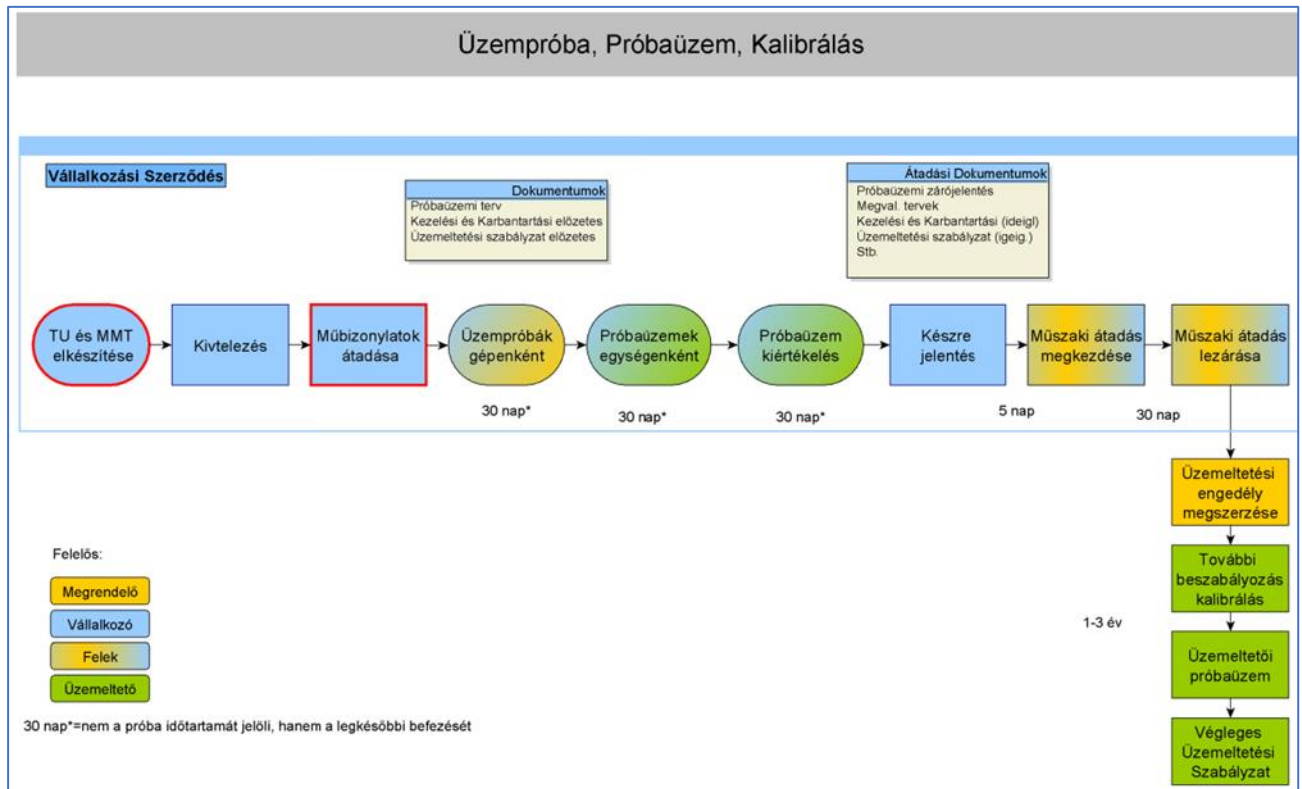 Üzempróba, Próbaüzem, Kalibrálás
Vállalkozási Szerződés
Dokumentumok
Próbaüzemi terv
Kezelési és Karbantartási előzetes
Üzemeltetési szabályzat előzetes
Átadási Dokumentumok
Próbaüzemi zárójelentés
Megval. tervek
Kezelési és Karbantartási (ideigl)
Üzemeltetési szabályzat (igeig.)
Stb.
TU és MMT
elkészítése
Kivtelezés
Műbizonylatok
átadása
Üzempróbák
gépenként
Próbaüzemek
egységenként
Próbaüzem
kiértékelés
Készre
jelentés
Műszaki átadás
megkezdése
Műszaki átadás
lezárása
30 nap*
30 nap*
30 nap*
5 nap
30 nap
Üzemeltetési
engedély
megszerzése
További
beszabályozás
kalibrálás
1-3 év
Üzemeltetői
próbaüzem
Végleges
Üzemeltetési
Szabályzat
Felelős:
Megrendelő
Vállalkozó
Felek
Üzemeltető
30 nap*=nem a próba időtartamát jelöli, hanem a legkésőbbi befezését